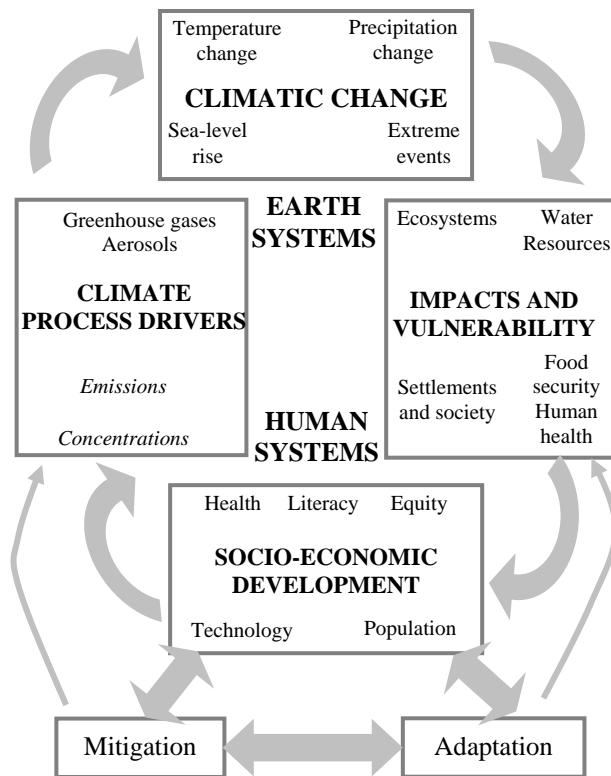 Temperature change
Precipitation change
CLIMATIC CHANGE
Sea-level rise
Extreme events
EARTH SYSTEMS
Greenhouse gases
Aerosols
CLIMATE
PROCESS DRIVERS
Emissions
Concentrations
Ecosystems
Water
Resources
IMPACTS AND
VULNERABILITY
Settlements
and society
Food
security
Human
health
HUMAN
SYSTEMS
Health
Literacy
Equity
SOCIO-ECONOMIC
DEVELOPMENT
Technology
Population
Mitigation
Adaptation